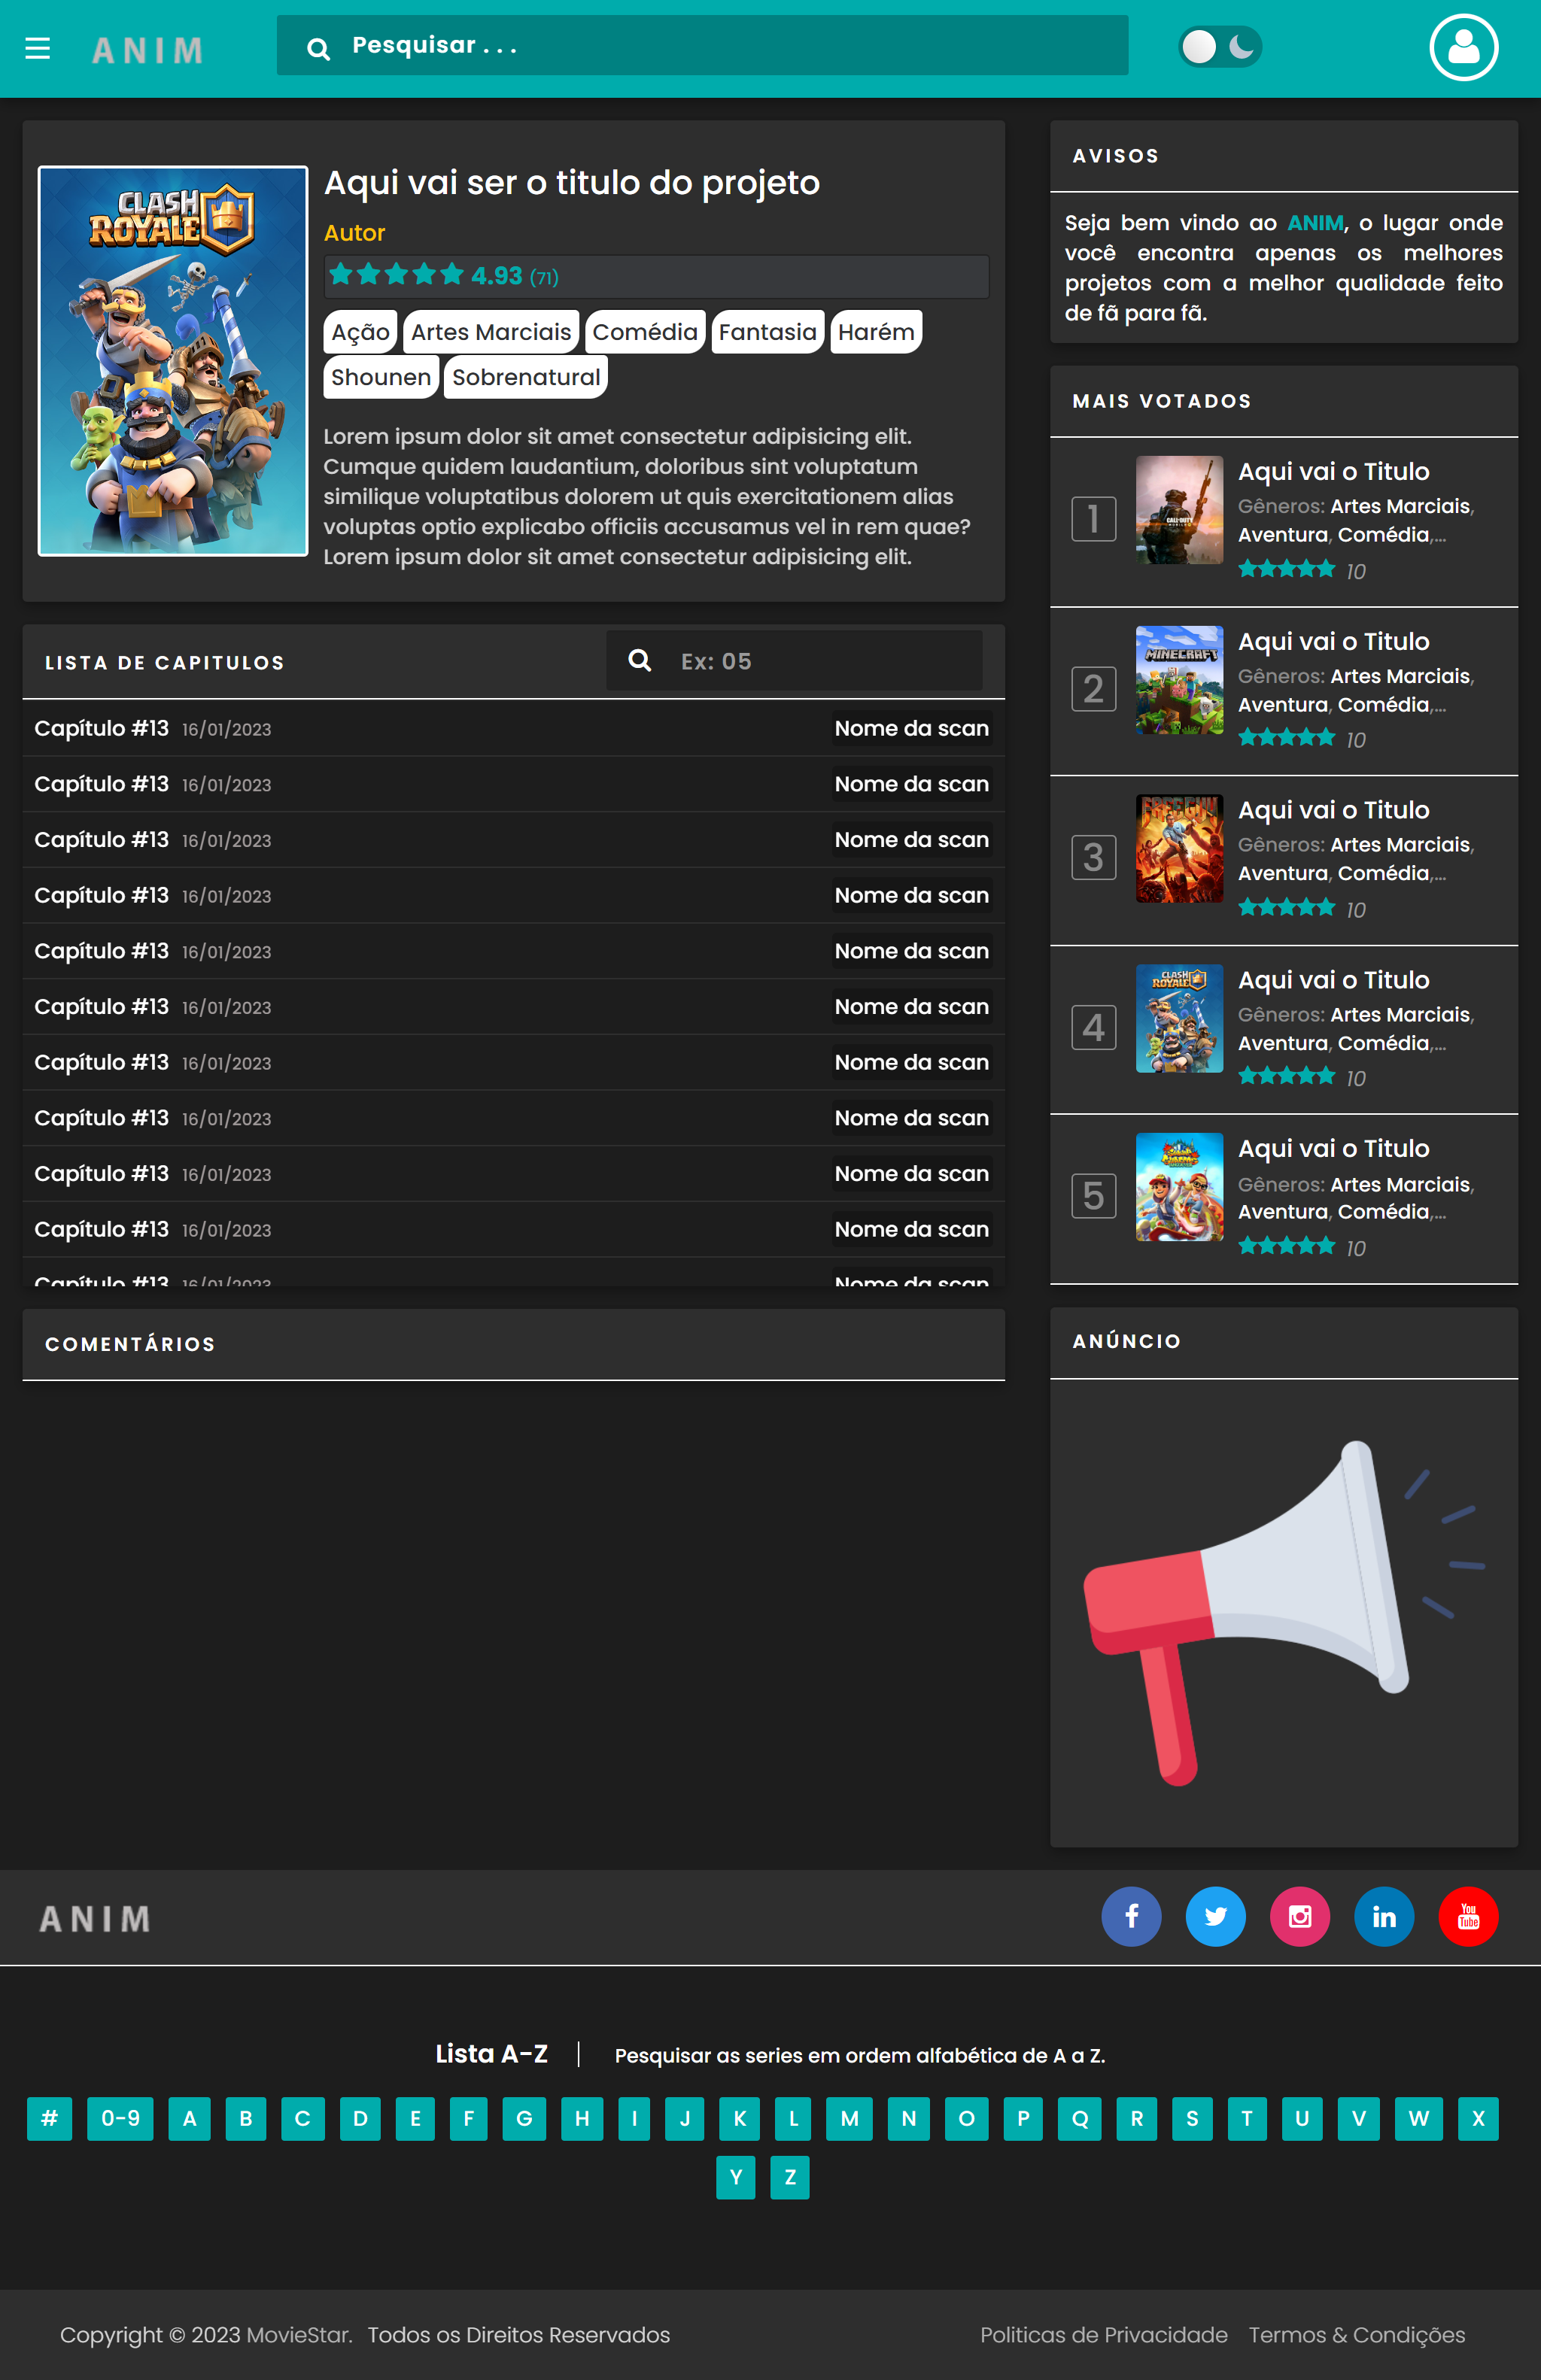 ANIM
Pesquisar . . .
CLASH
ROYALE
Aqui vai ser o titulo do projeto
Autor
4.93 (71)
Ação Artes Marciais Comédia Fantasia Harém
Shounen Sobrenatural
Lorem ipsum dolor sit amet consectetur adipisicing elit.
Cumque quidem laudantium, doloribus sint voluptatum
similique voluptatibus dolorem ut quis exercitationem alias
voluptas optio explicabo officiis accusamus vel in rem quae?
Lorem ipsum dolor sit amet consectetur adipisicing elit.
LISTA DE CAPITULOS
Ex: 05
Capítulo #13 16/01/2023 Nome da scan
Capítulo #13 16/01/2023 Nome da scan
Capítulo #13 16/01/2023 Nome da scan
Capítulo #13 16/01/2023 Nome da scan
Capítulo #13 16/01/2023 Nome da scan
Capítulo #13 16/01/2023 Nome da scan
Capítulo #13 16/01/2023 Nome da scan
Capítulo #13 16/01/2023 Nome da scan
Capítulo #13 16/01/2023 Nome da scan
Capítulo #13 16/01/2023 Nome da scan
Capítulo #13 16/01/2023 Nome da scan
COMENTÁRIOS
AVISOS
Seja bem vindo ao ANIM, o lugar onde
você encontra apenas os melhores
projetos com a melhor qualidade feito
de fã para fã.
MAIS VOTADOS
1
CALL OF DUTY
Aqui vai o Titulo
Gêneros: Artes Marciais,
Aventura, Comédia,...
10
2
MINECRAFT
Aqui vai o Titulo
Gêneros: Artes Marciais,
Aventura, Comédia,...
10
3
FREEGUY
Aqui vai o Titulo
Gêneros: Artes Marciais,
Aventura, Comédia,...
10
4
CLASH
ROYALE
Aqui vai o Titulo
Gêneros: Artes Marciais,
Aventura, Comédia,...
10
5
Aqui vai o Titulo
Gêneros: Artes Marciais,
Aventura, Comédia,...
10
ANÚNCIO
ANIM
You
Tube
Lista A-Z
Pesquisar as series em ordem alfabética de A a Z.
# 0-9 A B C D E F G H I J K L M N O P Q R S T U V W X
Y Z
Copyright © 2023 MovieStar. Todos os Direitos Reservados
Politicas de Privacidade Termos & Condições